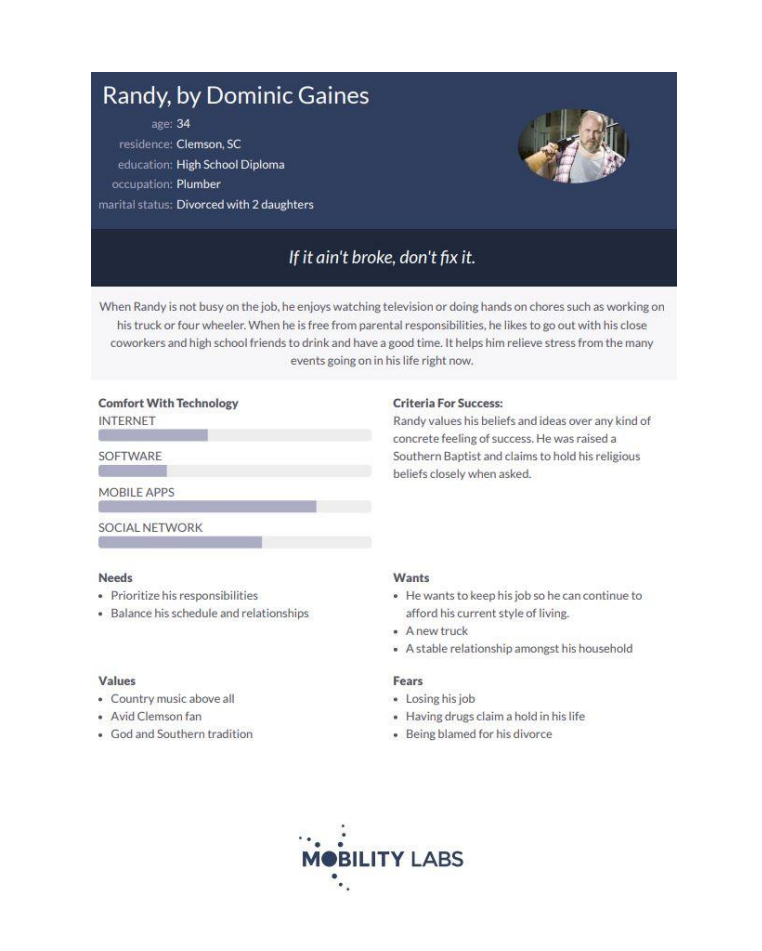 Randy, by Dominic Gaines
age: 34
residence: Clemson, SC
education: High School Diploma
occupation: Plumber
marital status: Divorced with 2 daughters
If it ain't broke, don't fix it.
When Randy is not busy on the job, he enjoys watching television or doing hands on chores such as working on
his truck or four wheeler. When he is free from parental responsibilities, he likes to go out with his close
coworkers and high school friends to drink and have a good time. It helps him relieve stress from the many
events going on in his life right now.
Comfort With Technology
INTERNET
SOFTWARE
MOBILE APPS
SOCIAL NETWORK
Criteria For Success:
Randy values his beliefs and ideas over any kind of
concrete feeling of success. He was raised a
Southern Baptist and claims to hold his religious
beliefs closely when asked.
Needs
• Prioritize his responsibilities
• Balance his schedule and relationships
Wants
• He wants to keep his job so he can continue to
afford his current style of living.
• A new truck
• A stable relationship amongst his household
Values
• Country music above all
• Avid Clemson fan
• God and Southern tradition
Fears
• Losing his job
• Having drugs claim a hold in his life
• Being blamed for his divorce
MOBILITY LABS